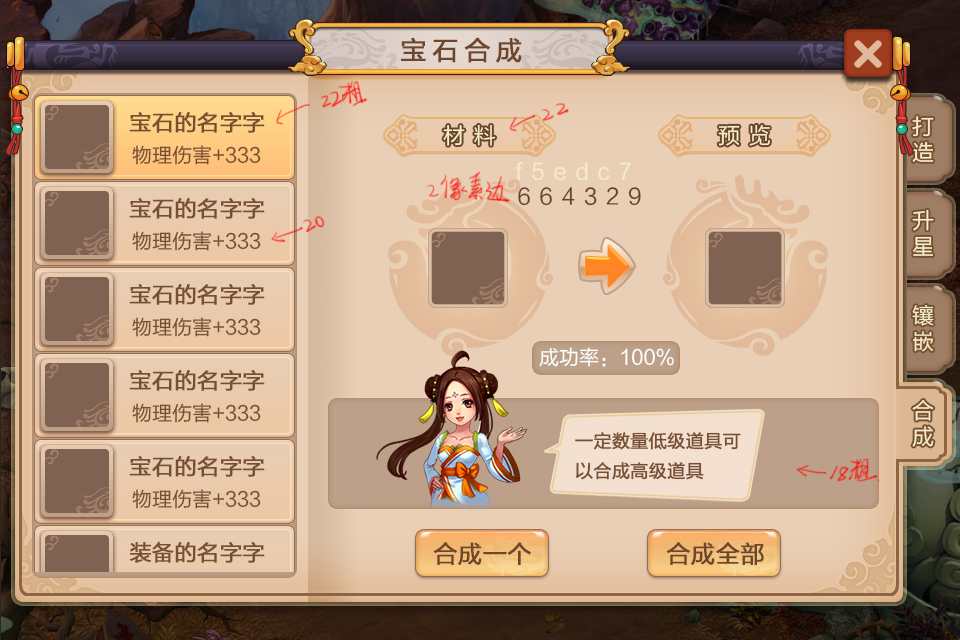 宝石合成
宝石的名字字
物理伤害+333
宝石的名字字
物理伤害+333
宝石的名字字
物理伤害+333
宝石的名字字
物理伤害+333
宝石的名字字
物理伤害+333
装备的名字字
22粗
20
材料
22
预览
f5edc7
2像素边
664329
成功率：100%
一定数量低级道具可
以合成高级道具
18粗
合成一个
合成全部
打造
升星
镶嵌
合成